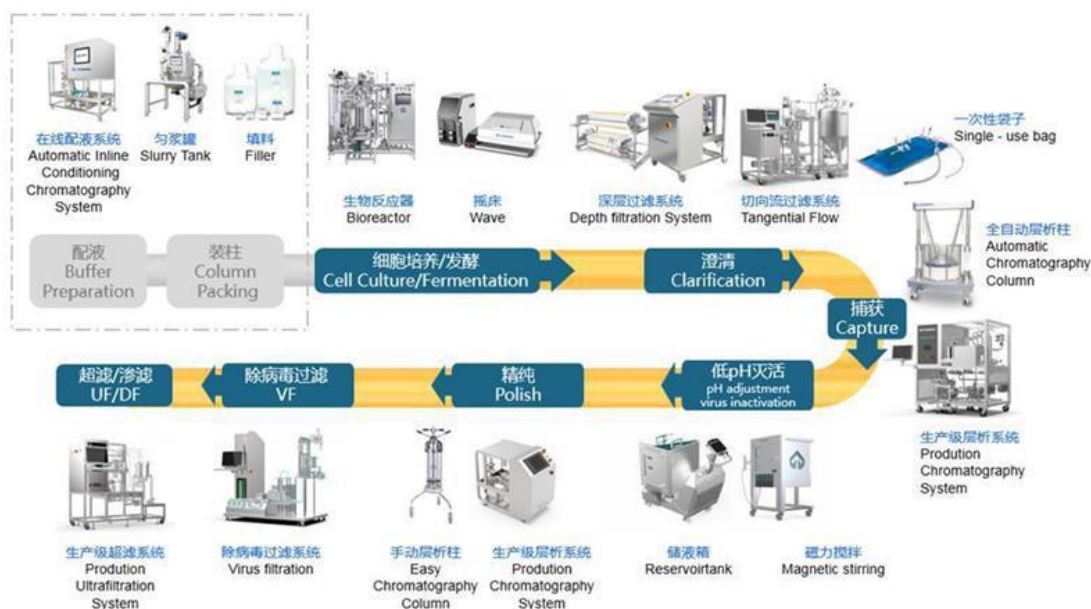 在线配液系统
Automatic Inline
Conditioning
Chromatography
System
匀浆罐
Slurry Tank
填料
Filler
生物反应器
Bioreactor
摇床
Wave
深层过滤系统
Depth filtration System
切向流过滤系统
Tangential Flow
一次性袋子
Single - use bag
全自动层析柱
Automatic
Chromatography
Column
配液
Buffer
Preparation
装柱
Column
Packing
细胞培养/发酵
Cell Culture/Fermentation
澄清
Clarification
捕获
Capture
生产级层析系统
Prodution
Chromatography
System
低pH灭活
pH adjustment
virus inactivation
精纯
Polish
除病毒过滤
VF
超滤/渗滤
UF/DF
生产级超滤系统
Prodution
Ultrafiltration
System
除病毒过滤系统
Virus filtration
手动层析柱
Easy
Chromatography
Column
生产级层析系统
Prodution
Chromatography
System
储液箱
Reservoirtank
磁力搅拌
Magnetic stirring